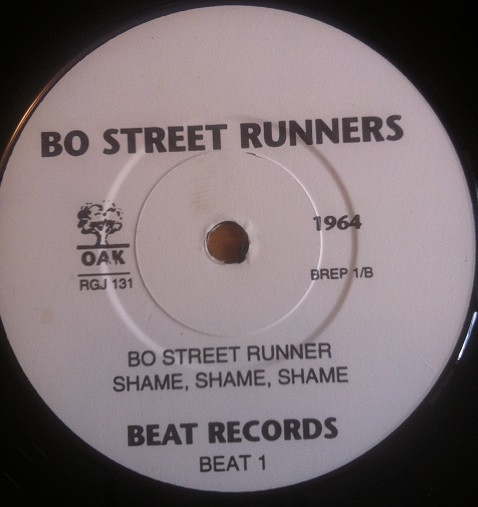 BO STREET RUNNERS
OAK
RGJ 131
1964
BREP 1/B
BO STREET RUNNER
SHAME, SHAME, SHAME
BEAT RECORDS
BEAT 1